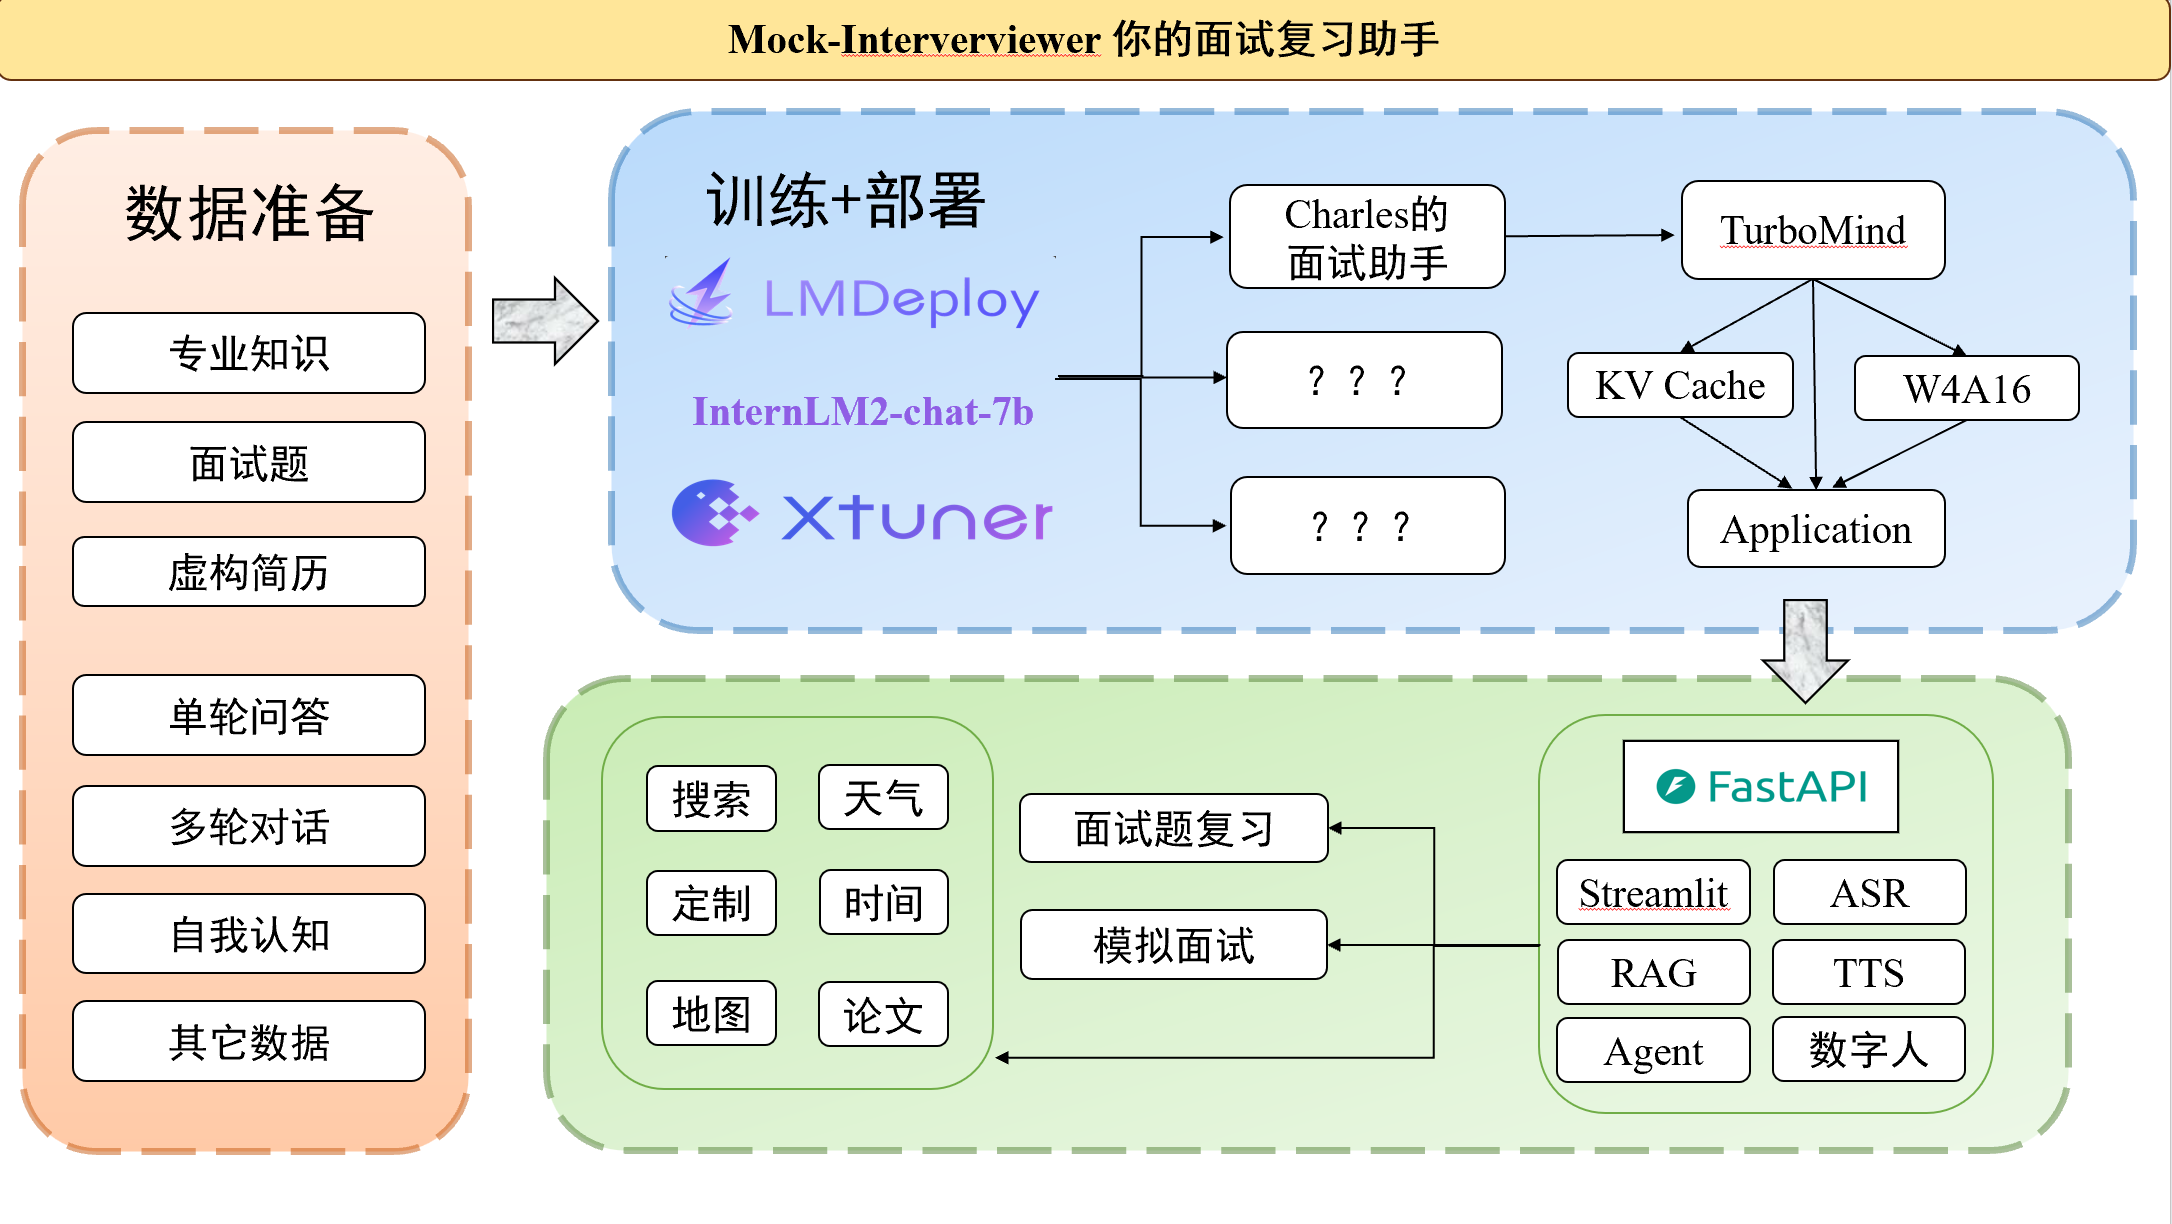 Mock-Interverviewer 你的面试复习助手
数据准备
专业知识
面试题
虚构简历
单轮问答
多轮对话
自我认知
其它数据
训练+部署
LMDeploy
InternLM2-chat-7b
Xtuner
Charles的
面试助手
？？？
？？？
TurboMind
KV Cache
W4A16
Application
搜索
天气
定制
时间
地图
论文
面试题复习
模拟面试
FastAPI
Streamlit
ASR
RAG
TTS
Agent
数字人